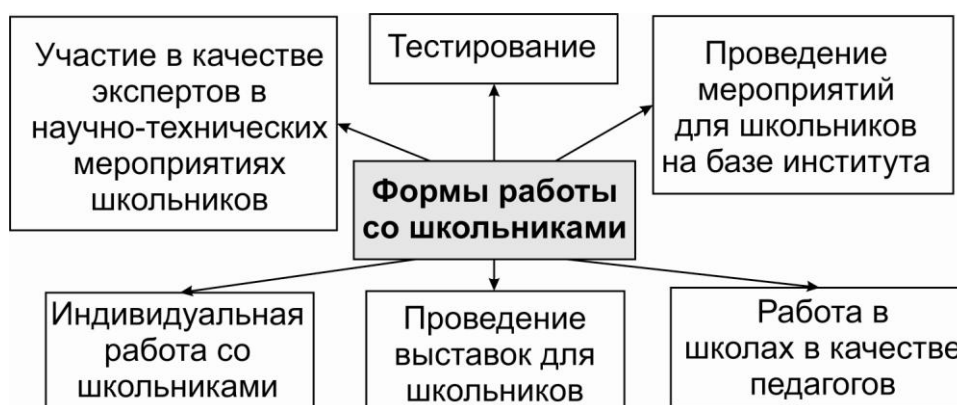 Участие в качестве
экспертов в
научно-технических
мероприятиях
школьников
Тестирование
Проведение
мероприятий
для школьников
на базе института
Формы работы
со школьниками
Индивидуальная
работа со
школьниками
Проведение
выставок для
школьников
Работа в
школах в качестве
педагогов